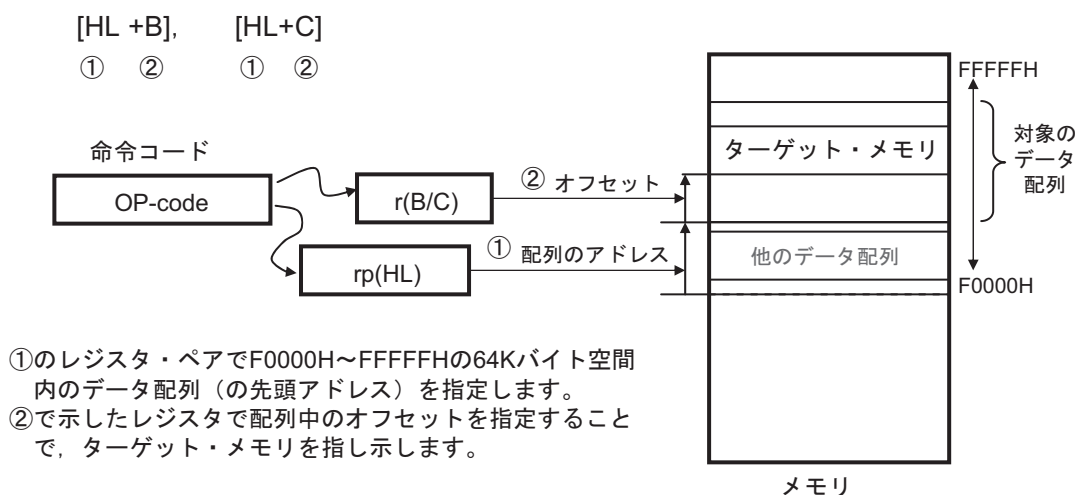 [HL +B], [HL+C]
① ② ① ②
命令コード
OP-code
r(B/C)
② オフセット
rp(HL)
① 配列のアドレス
FFFFFH
ターゲット・メモリ
対象の
データ
配列
他のデータ配列
F0000H
メモリ
①のレジスタ・ペアでF0000H～FFFFFHの64Kバイト空間
内のデータ配列（の先頭アドレス）を指定します。
②で示したレジスタで配列中のオフセットを指定すること
で，ターゲット・メモリを指し示します。